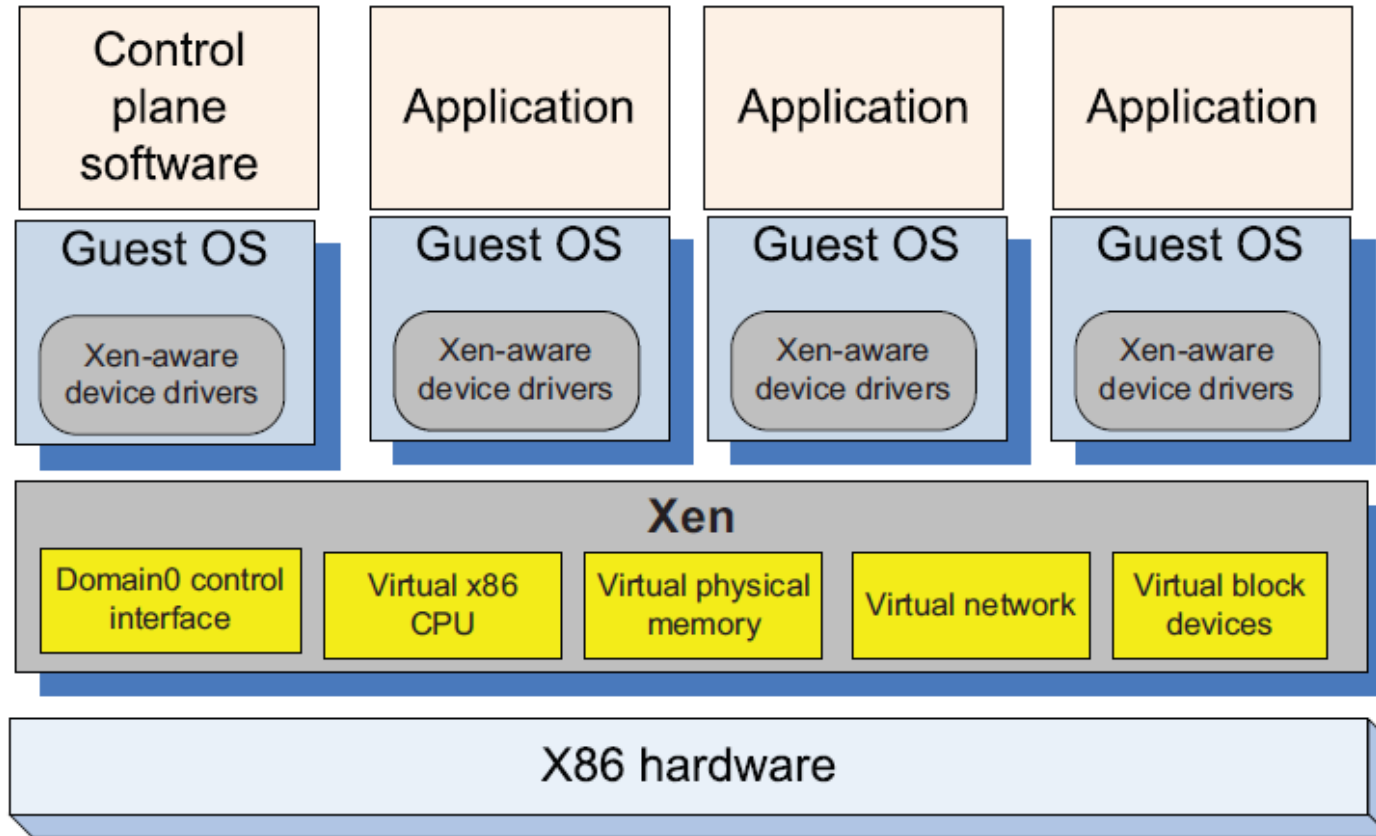 Control
plane
software
Application
Application
Application
Guest OS
Xen-aware
device drivers
Guest OS
Xen-aware
device drivers
Guest OS
Xen-aware
device drivers
Guest OS
Xen-aware
device drivers
Xen
Domain0 control
interface
Virtual x86
CPU
Virtual physical
memory
Virtual network
Virtual block
devices
X86 hardware